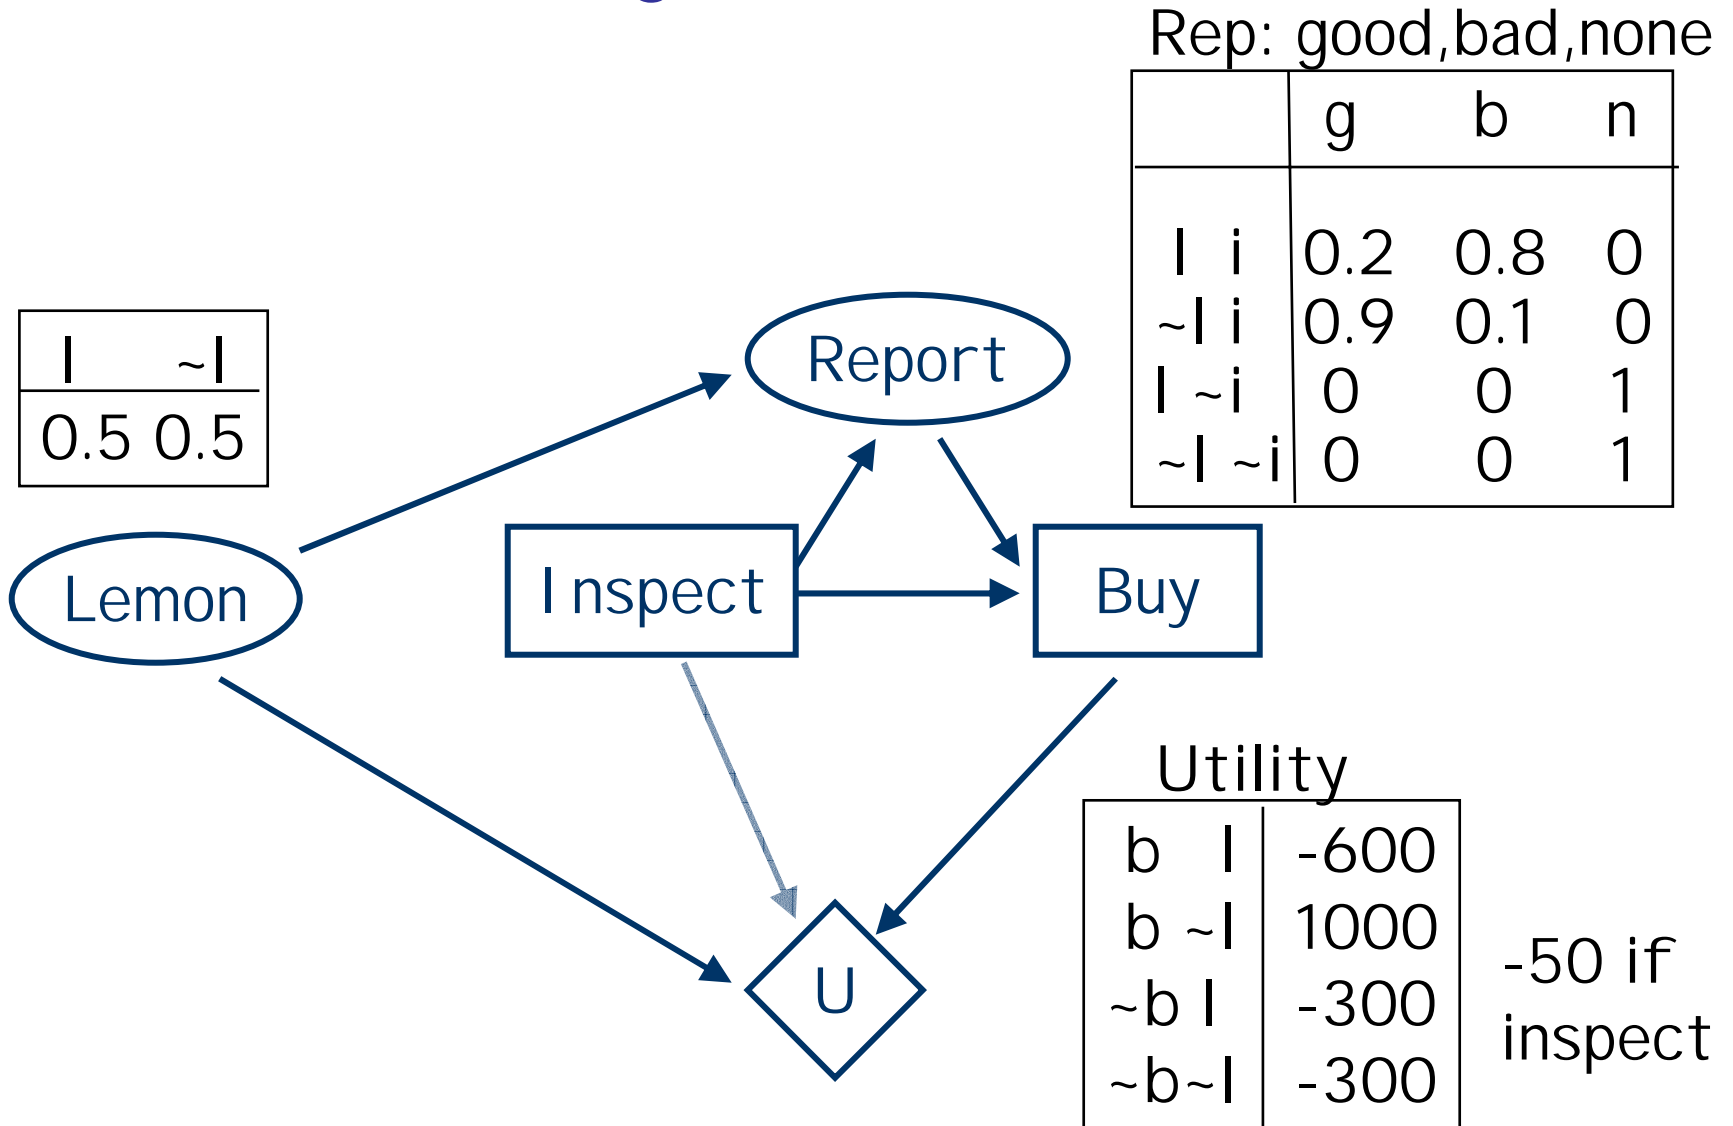 Rep: good,bad,none
g b n
l i 0.2 0.8 0
~l i 0.9 0.1 0
l ~i 0 0 1
~l ~i 0 0 1
l ~l
0.5 0.5
Report
Lemon
Inspect
Buy
U
Utility
b l -600
b ~l 1000
~b l -300
~b~l -300
-50 if
inspect